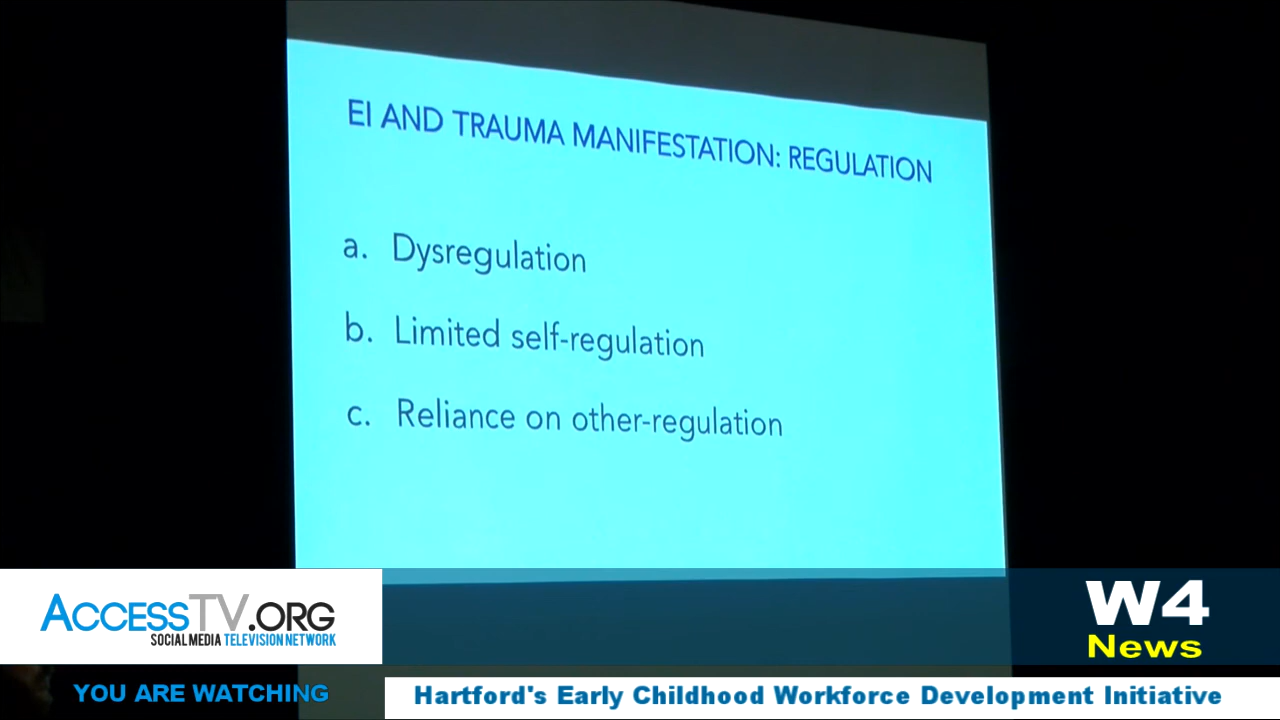 EI AND TRAUMA MANIFESTATION: REGULATION
a. Dysregulation
b. Limited self-regulation
c. Reliance on other-regulation
ACCESSTV.ORG
SOCIAL MEDIA TELEVISION NETWORK
W4
News
YOU ARE WATCHING
Hartford's Early Childhood Workforce Development Initiative